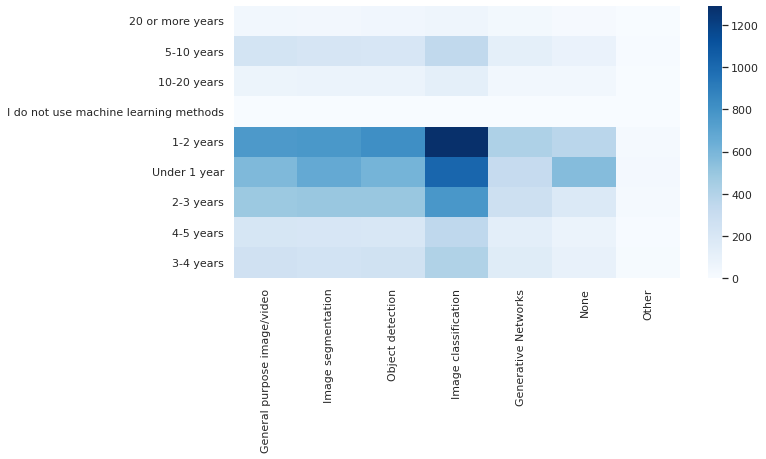 20 or more years
5-10 years
10-20 years
I do not use machine learning methods
1-2 years
Under 1 year
2-3 years
4-5 years
3-4 years
General purpose image/video
Image segmentation
Object detection
Image classification
Generative Networks
None
Other
1200
1000
800
600
400
200
0